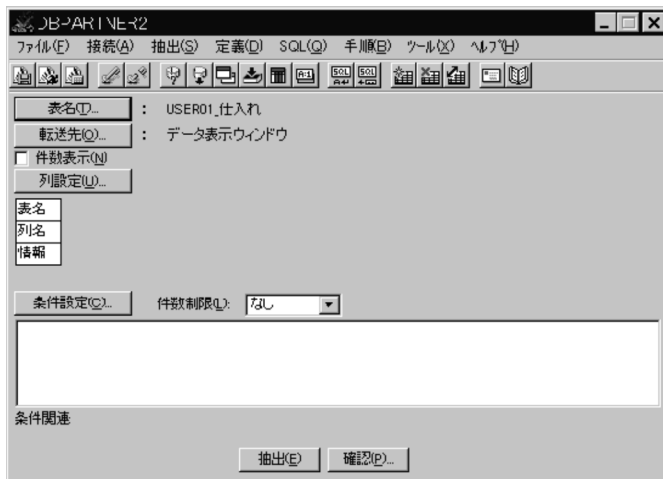 DBPARTNER2
ファイル(F) 接続(A) 抽出(S) 定義(D) SQL(Q) 手順(B) ツール(X) ヘルプ(H)
表名(T)... : USER01_仕入れ
転送先(O)... : データ表示ウィンドウ
件数表示(N)
列設定(U)...
表名
列名
情報
条件設定(C)... 件数制限(L): なし
条件関連
抽出(E) 確認(P)...